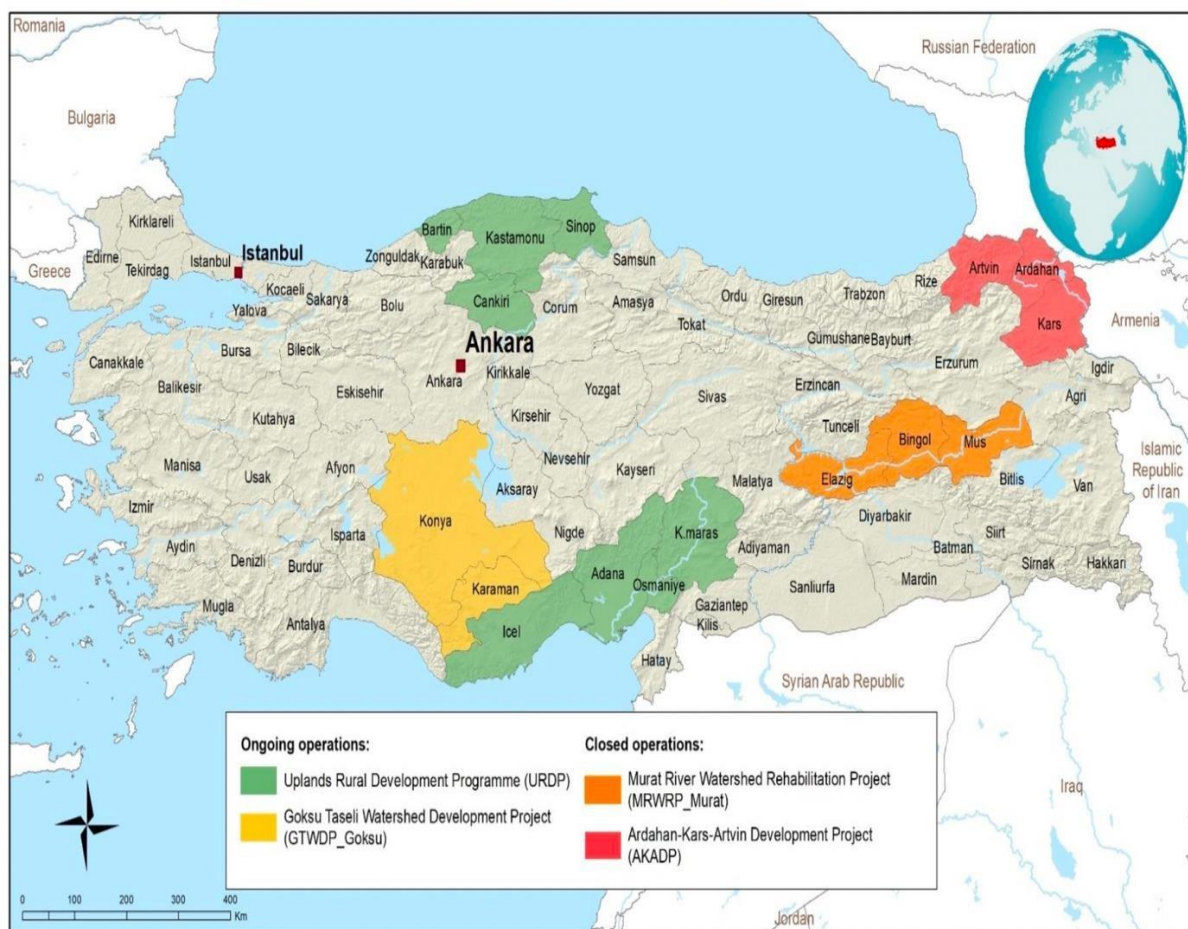 Romania
Russian Federation
Bulgaria
Kirklareli
Edirne
Istanbul
Istanbul
Tekirdag
Greece
Kocaeli
Sakarya
Yalova
Zonguldak
Bartin
Karabuk
Kastamonu
Sinop
Samsun
Cankiri
Corum
Amasya
Ordu
Giresun
Trabzon
Rize
Artvin
Ardahan
Kars
Armenia
Bolu
Tokat
Gumushane
Bayburt
Erzurum
Igdir
Agri
Canakkale
Bursa
Bilecik
Ankara
Ankara
Kirikkale
Yozgat
Sivas
Erzincan
Balikesir
Eskisehir
Kutahya
Kirsehir
Tunceli
Bingol
Mus
Manisa
Usak
Afyon
Nevsehir
Kayseri
Malatya
Elazig
Bitlis
Van
Islamic
Republic
of Iran
Izmir
Aksaray
Konya
Isparta
Nigde
K.maras
Adiyaman
Diyarbakir
Siirt
Batman
Sirnak
Hakkari
Aydin
Denizli
Burdur
Karaman
Adana
Osmaniye
Sanliurfa
Mardin
Mugla
Antalya
Icel
Gaziantep
Kilis
Hatay
Syrian Arab Republic
Iraq
Jordan
Ongoing operations:
Uplands Rural Development Programme (URDP)
Goksu Taseli Watershed Development Project
(GTWDP_Goksu)
Closed operations:
Murat River Watershed Rehabilitation Project
(MRWRP_Murat)
Ardahan-Kars-Artvin Development Project
(AKADP)
0 100 200 300 400
Km